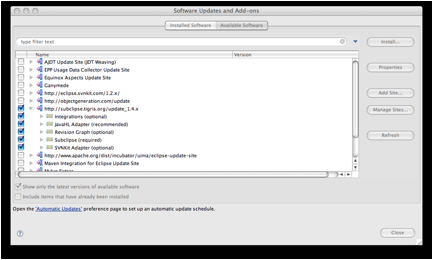 Software Updates and Add-ons
Installed Software Available Software
type filter text
Install...
Name Version
AJDT Update Site (JDT Weaving)
EPP Usage Data Collector Update Site
Properties
Equinox Aspects Update Site
Ganymede
http://eclipse.svnkit.com/1.2.x/
Add Site...
http://objectgeneration.com/update
http://subclipse.tigris.org/update_1.4.x
Manage Sites...
Integrations (optional)
JavaHL Adapter (recommended)
Revision Graph (optional)
Refresh
Subclipse (required)
SVNKit Adapter (optional)
http://www.apache.org/dist/incubator/uima/eclipse-update-site
Maven Integration for Eclipse Update Site
Show only the latest versions of available software
Include items that have already been installed
Open the 'Automatic Updates' preference page to set up an automatic update schedule.
?
Close